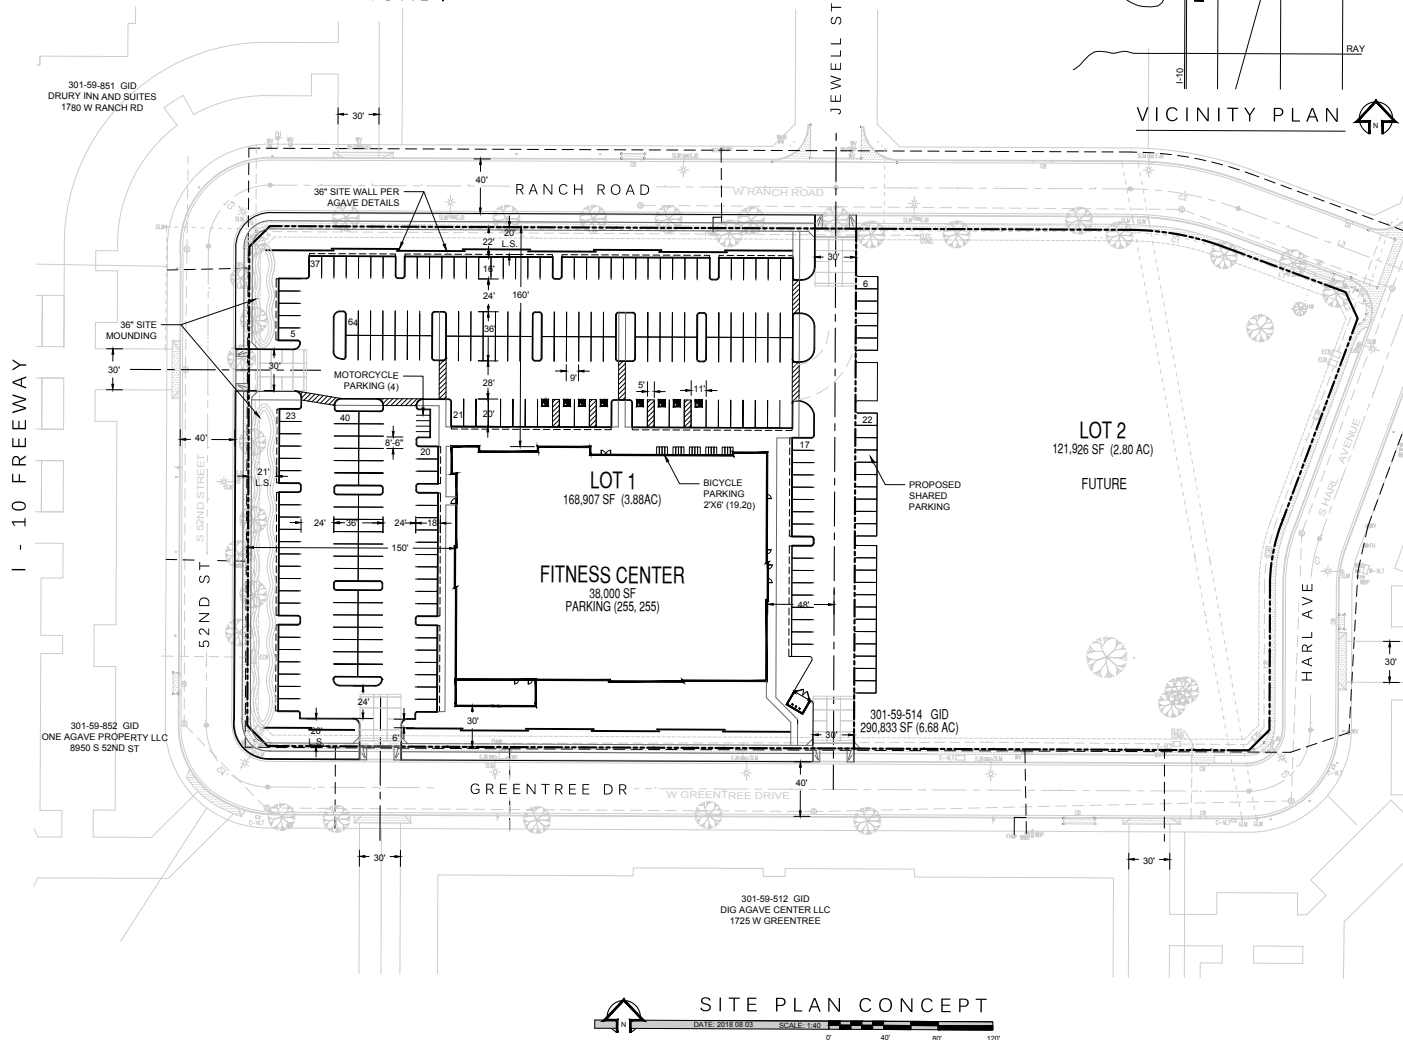 JEWELL ST
RAY
I-10
VICINITY PLAN
N
301-59-851 GID
DRURY INN AND SUITES
1780 W RANCH RD
30'
40'
RANCH ROAD
W RANCH ROAD
36" SITE WALL PER
AGAVE DETAILS
20'
L.S.
22'
37
16'
24'
160'
30'
6
64
36'
36" SITE
MOUNDING
5
30'
30'
28'
9'
5'
11'
MOTORCYCLE
PARKING (4)
23
40
21
20'
22
8'-6"
20
17
40'
21'
L.S.
LOT 1
168,907 SF (3.88AC)
BICYCLE
PARKING
2'X6' (19,20)
PROPOSED
SHARED
PARKING
LOT 2
121,926 SF (2.80 AC)
FUTURE
24'
36'
24'
18'
150'
FITNESS CENTER
38,000 SF
PARKING (255, 255)
48'
I - 10 FREEWAY
52ND ST
S 52ND STREET
HARL AVE
S HARL AVENUE
30'
24'
30'
20'
L.S.
6'
30'
301-59-514 GID
290,833 SF (6.68 AC)
301-59-852 GID
ONE AGAVE PROPERTY LLC
8950 S 52ND ST
GREENTREE DR
W GREENTREE DRIVE
40'
30'
30'
301-59-512 GID
DIG AGAVE CENTER LLC
1725 W GREENTREE
SITE PLAN CONCEPT
N
DATE: 2018 08 03 SCALE: 1:40
0' 40' 80' 120'